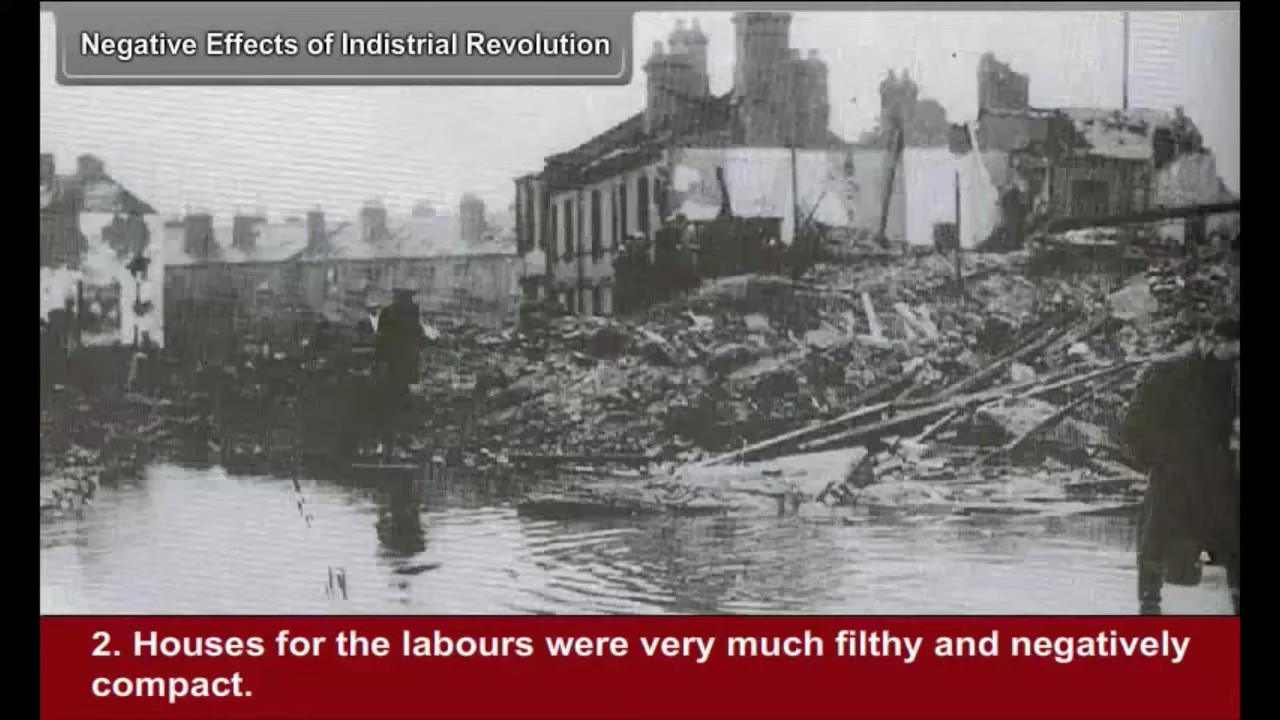 Negative Effects of Indistrial Revolution
2. Houses for the labours were very much filthy and negatively
compact.